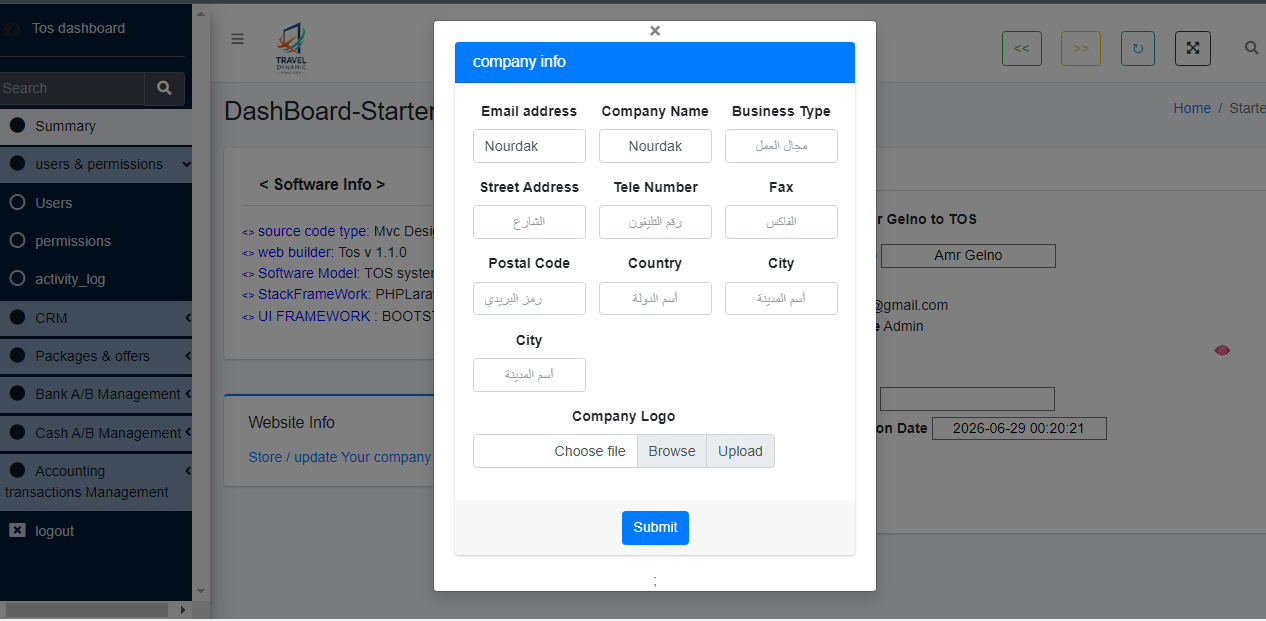 Tos dashboard
Search
Summary
users & permissions
Users
permissions
activity_log
CRM
Packages & offers
Bank A/B Management
Cash A/B Management
Accounting
transactions Management
logout
TRAVEL
DYNAMIC
<<
>>
DashBoard-Starter
Home / Starte
< Software Info >
<> source code type: Mvc Desi
<> web builder: Tos v 1.1.0
<> Software Model: TOS system
<> StackFrameWork: PHPLara
<> UI FRAMEWORK : BOOTST
Website Info
Store / update Your company
×
company info
Email address Company Name Business Type
Nourdak Nourdak مجال العمل
Street Address Tele Number Fax
الشارع رقم التليفون الفاكس
Postal Code Country City
رمز البريدي أسم الدولة أسم المدينة
City
أسم المدينة
Company Logo
Choose file Browse Upload
Submit
;
r Gelno to TOS
Amr Gelno
@gmail.com
e Admin
on Date 2026-06-29 00:20:21